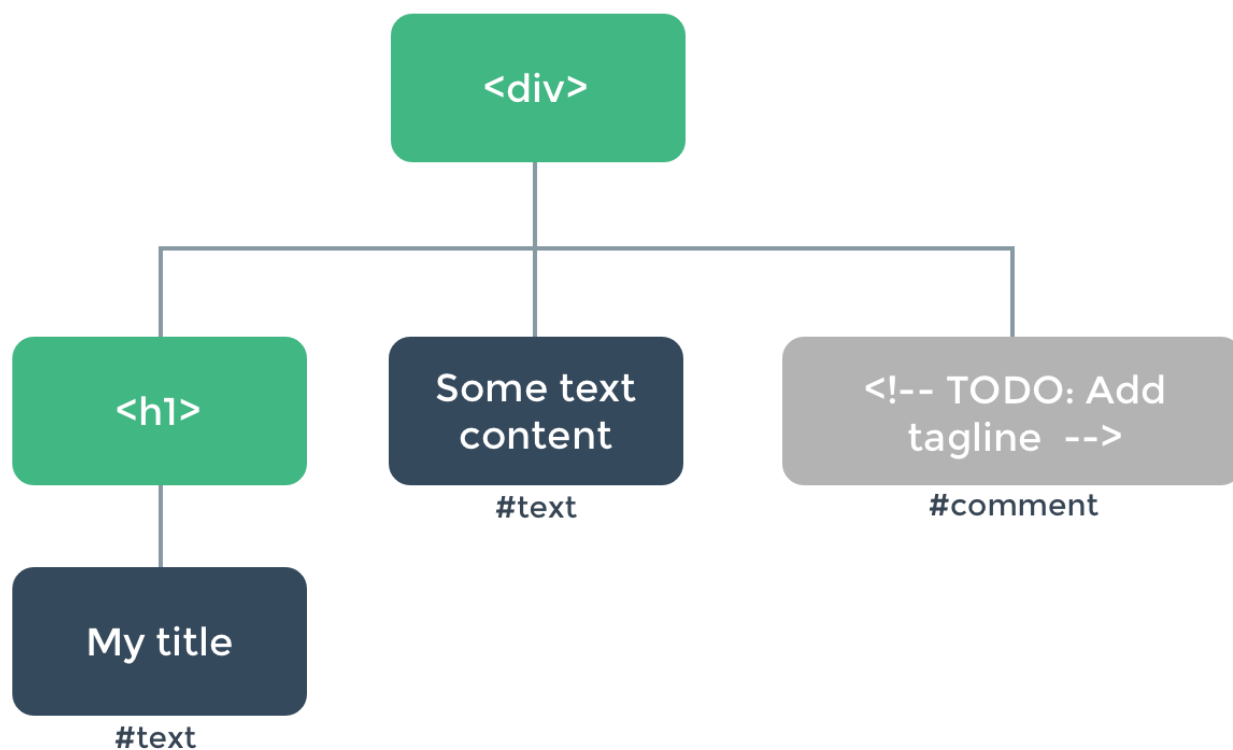 <div>
<h1>
Some text
content
<!-- TODO: Add
tagline -->
#text
#comment
My title
#text